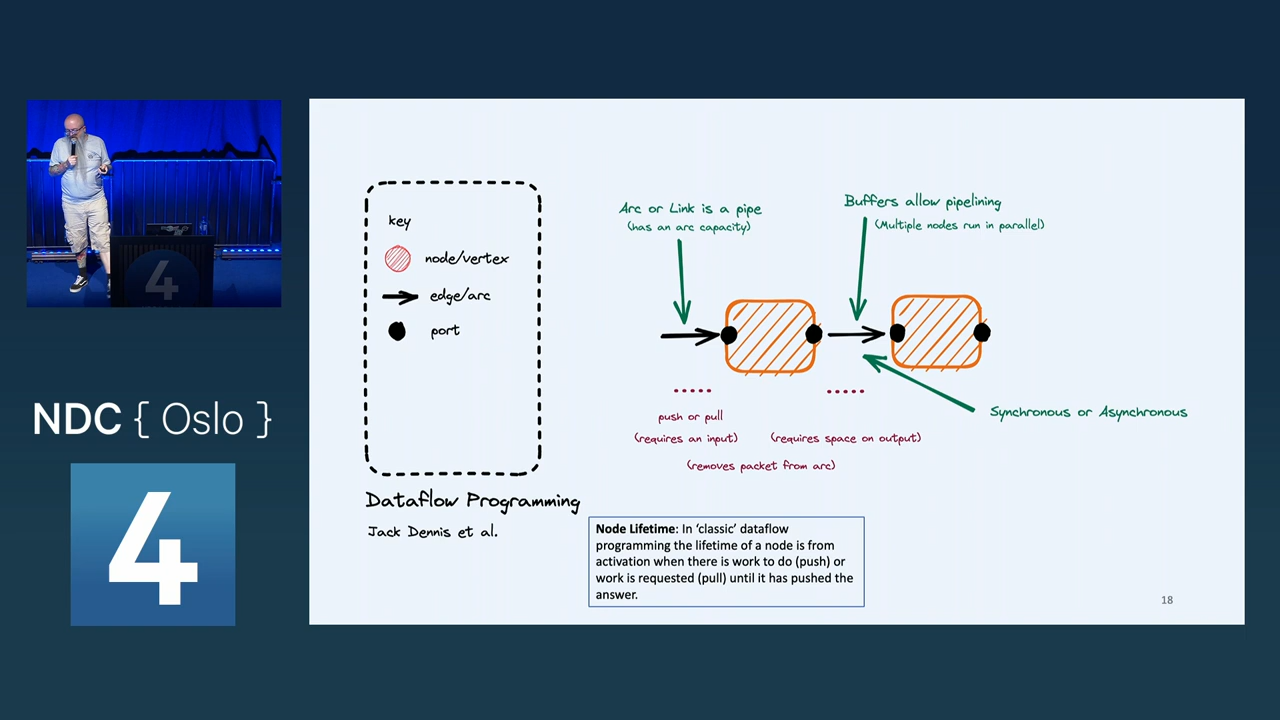 4
NDC { Oslo }
4
key
node/vertex
edge/arc
port
Dataflow Programming
Jack Dennis et al.
Arc or Link is a pipe
(has an arc capacity)
Buffers allow pipelining
(Multiple nodes run in parallel)
Synchronous or Asynchronous
push or pull
(requires an input)
(requires space on output)
(removes packet from arc)
Node Lifetime: In ‘classic’ dataflow
programming the lifetime of a node is from
activation when there is work to do (push) or
work is requested (pull) until it has pushed the
answer.
18